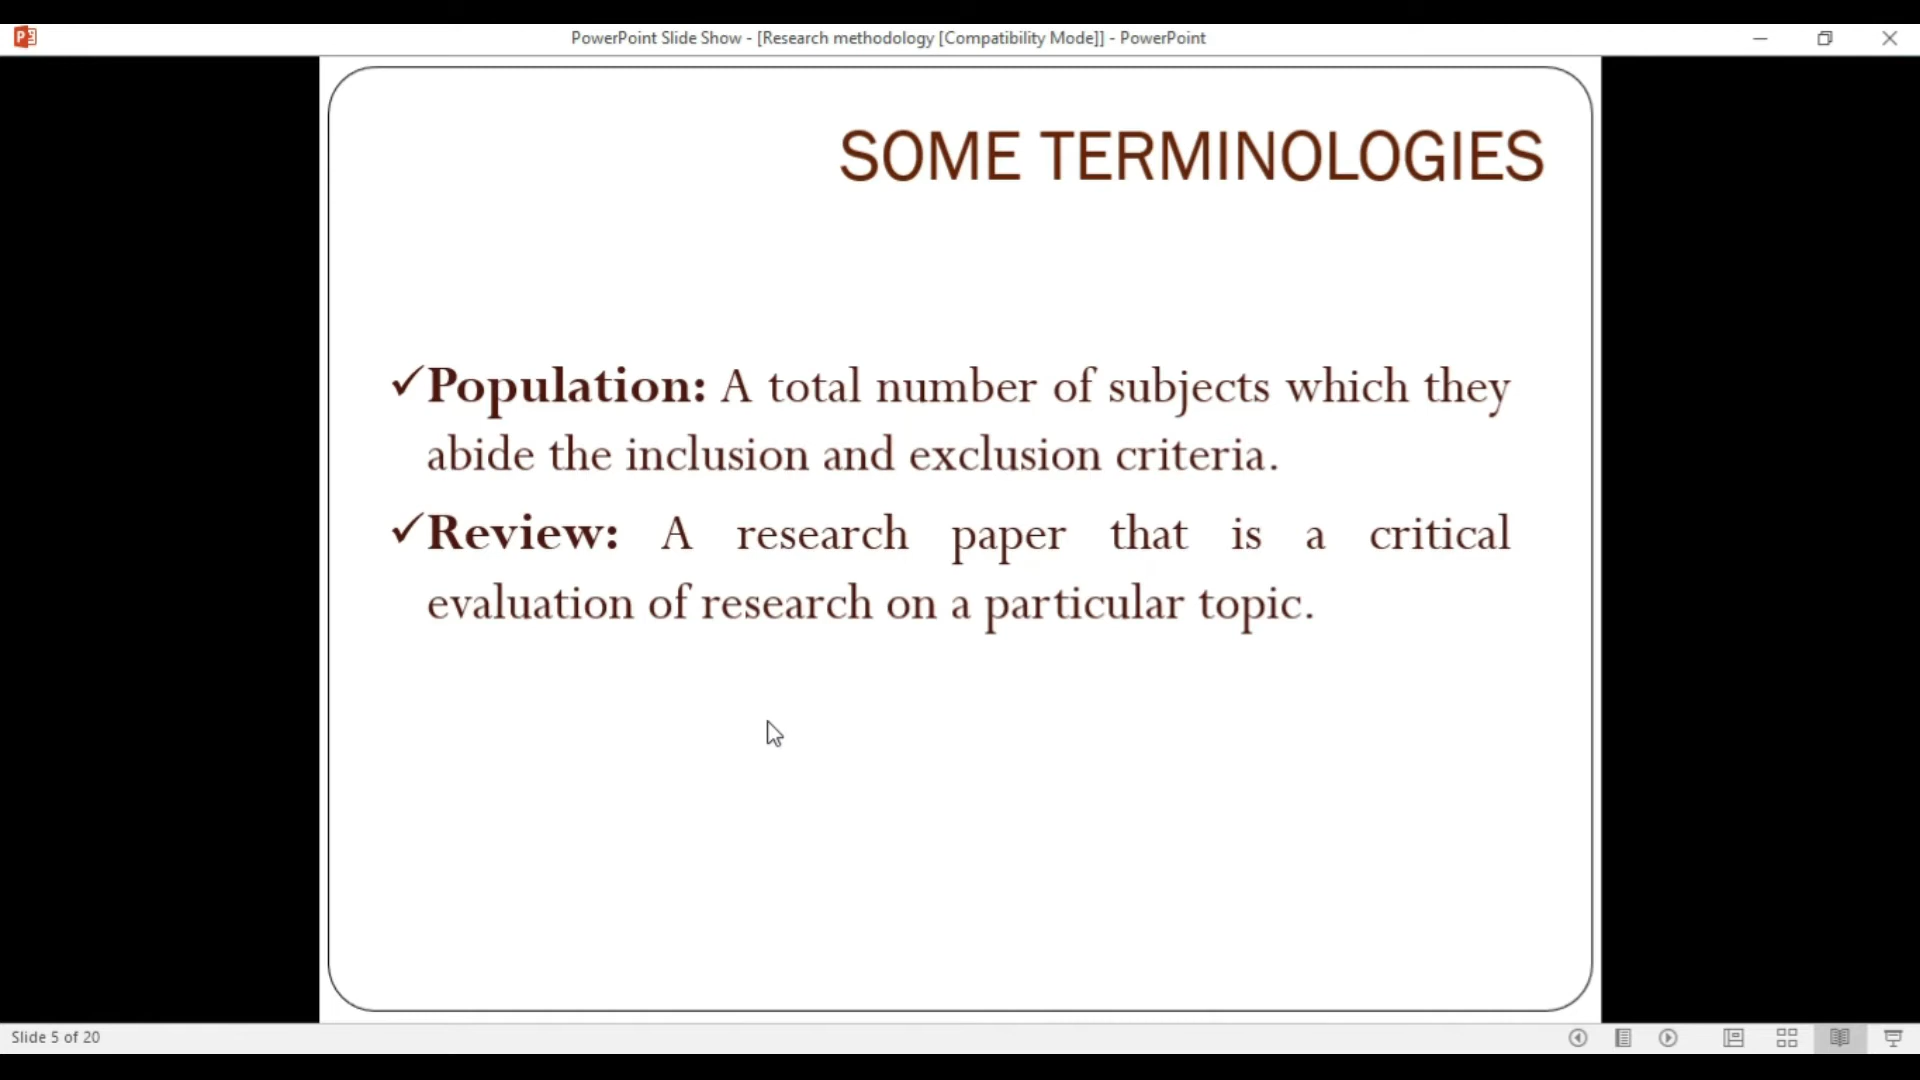 PowerPoint Slide Show - [Research methodology [Compatibility Mode]] - PowerPoint
SOME TERMINOLOGIES
✓Population: A total number of subjects which they
abide the inclusion and exclusion criteria.
✓Review: A research paper that is a critical
evaluation of research on a particular topic.
Slide 5 of 20